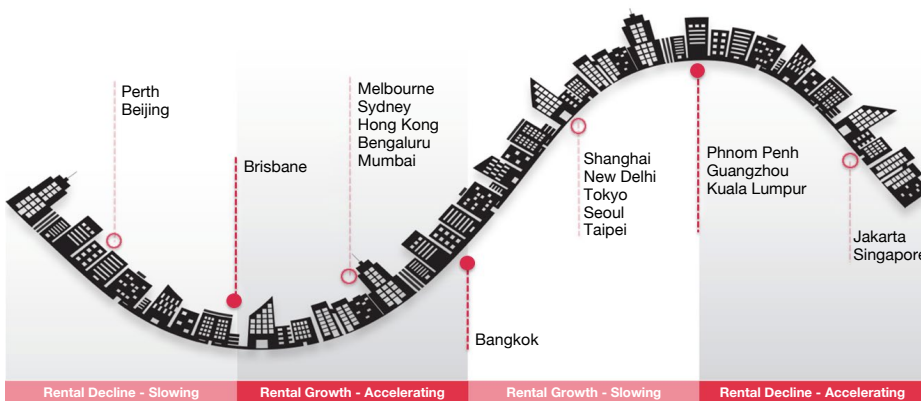 Perth
Beijing
Brisbane
Melbourne
Sydney
Hong Kong
Bengaluru
Mumbai
Bangkok
Shanghai
New Delhi
Tokyo
Seoul
Taipei
Phnom Penh
Guangzhou
Kuala Lumpur
Jakarta
Singapore
Rental Decline - Slowing
Rental Growth - Accelerating
Rental Growth - Slowing
Rental Decline - Accelerating